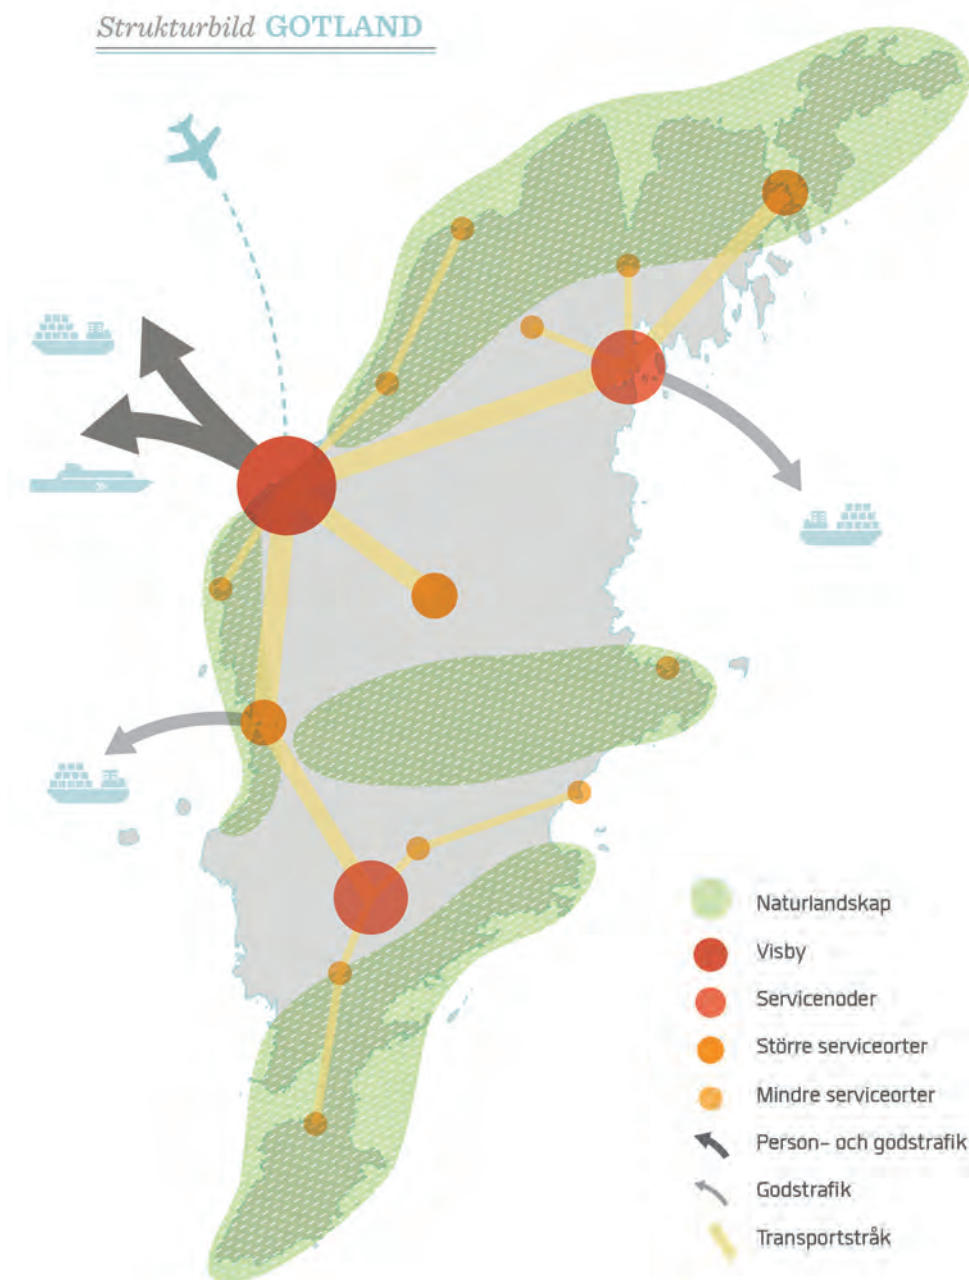 Strukturbild GOTLAND
Naturlandskap
Visby
Servicenoder
Större serviceorter
Mindre serviceorter
Person- och godstrafik
Godstrafik
Transportstråk